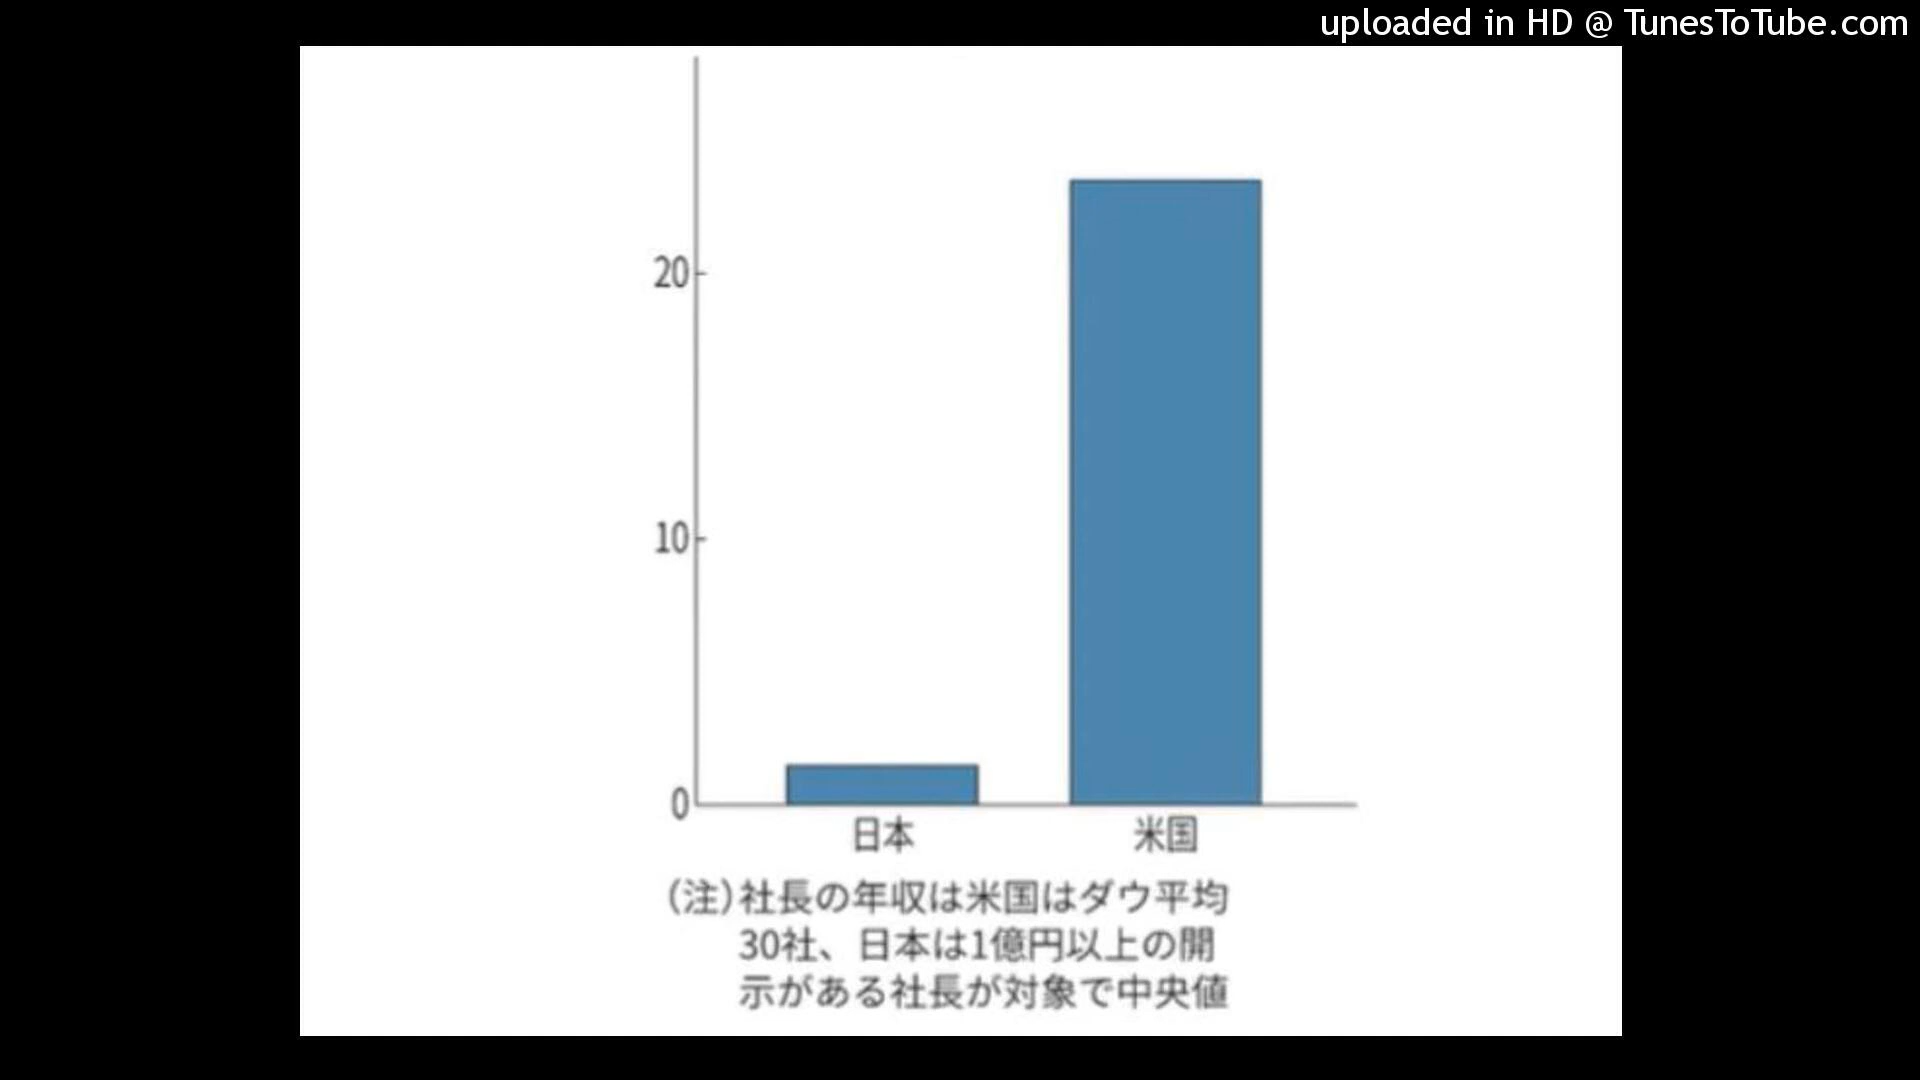 uploaded in HD @ TunesToTube.com
20
10
0
日本 米国
（注）社長の年収は米国はダウ平均
30社、日本は1億円以上の開
示がある社長が対象で中央値